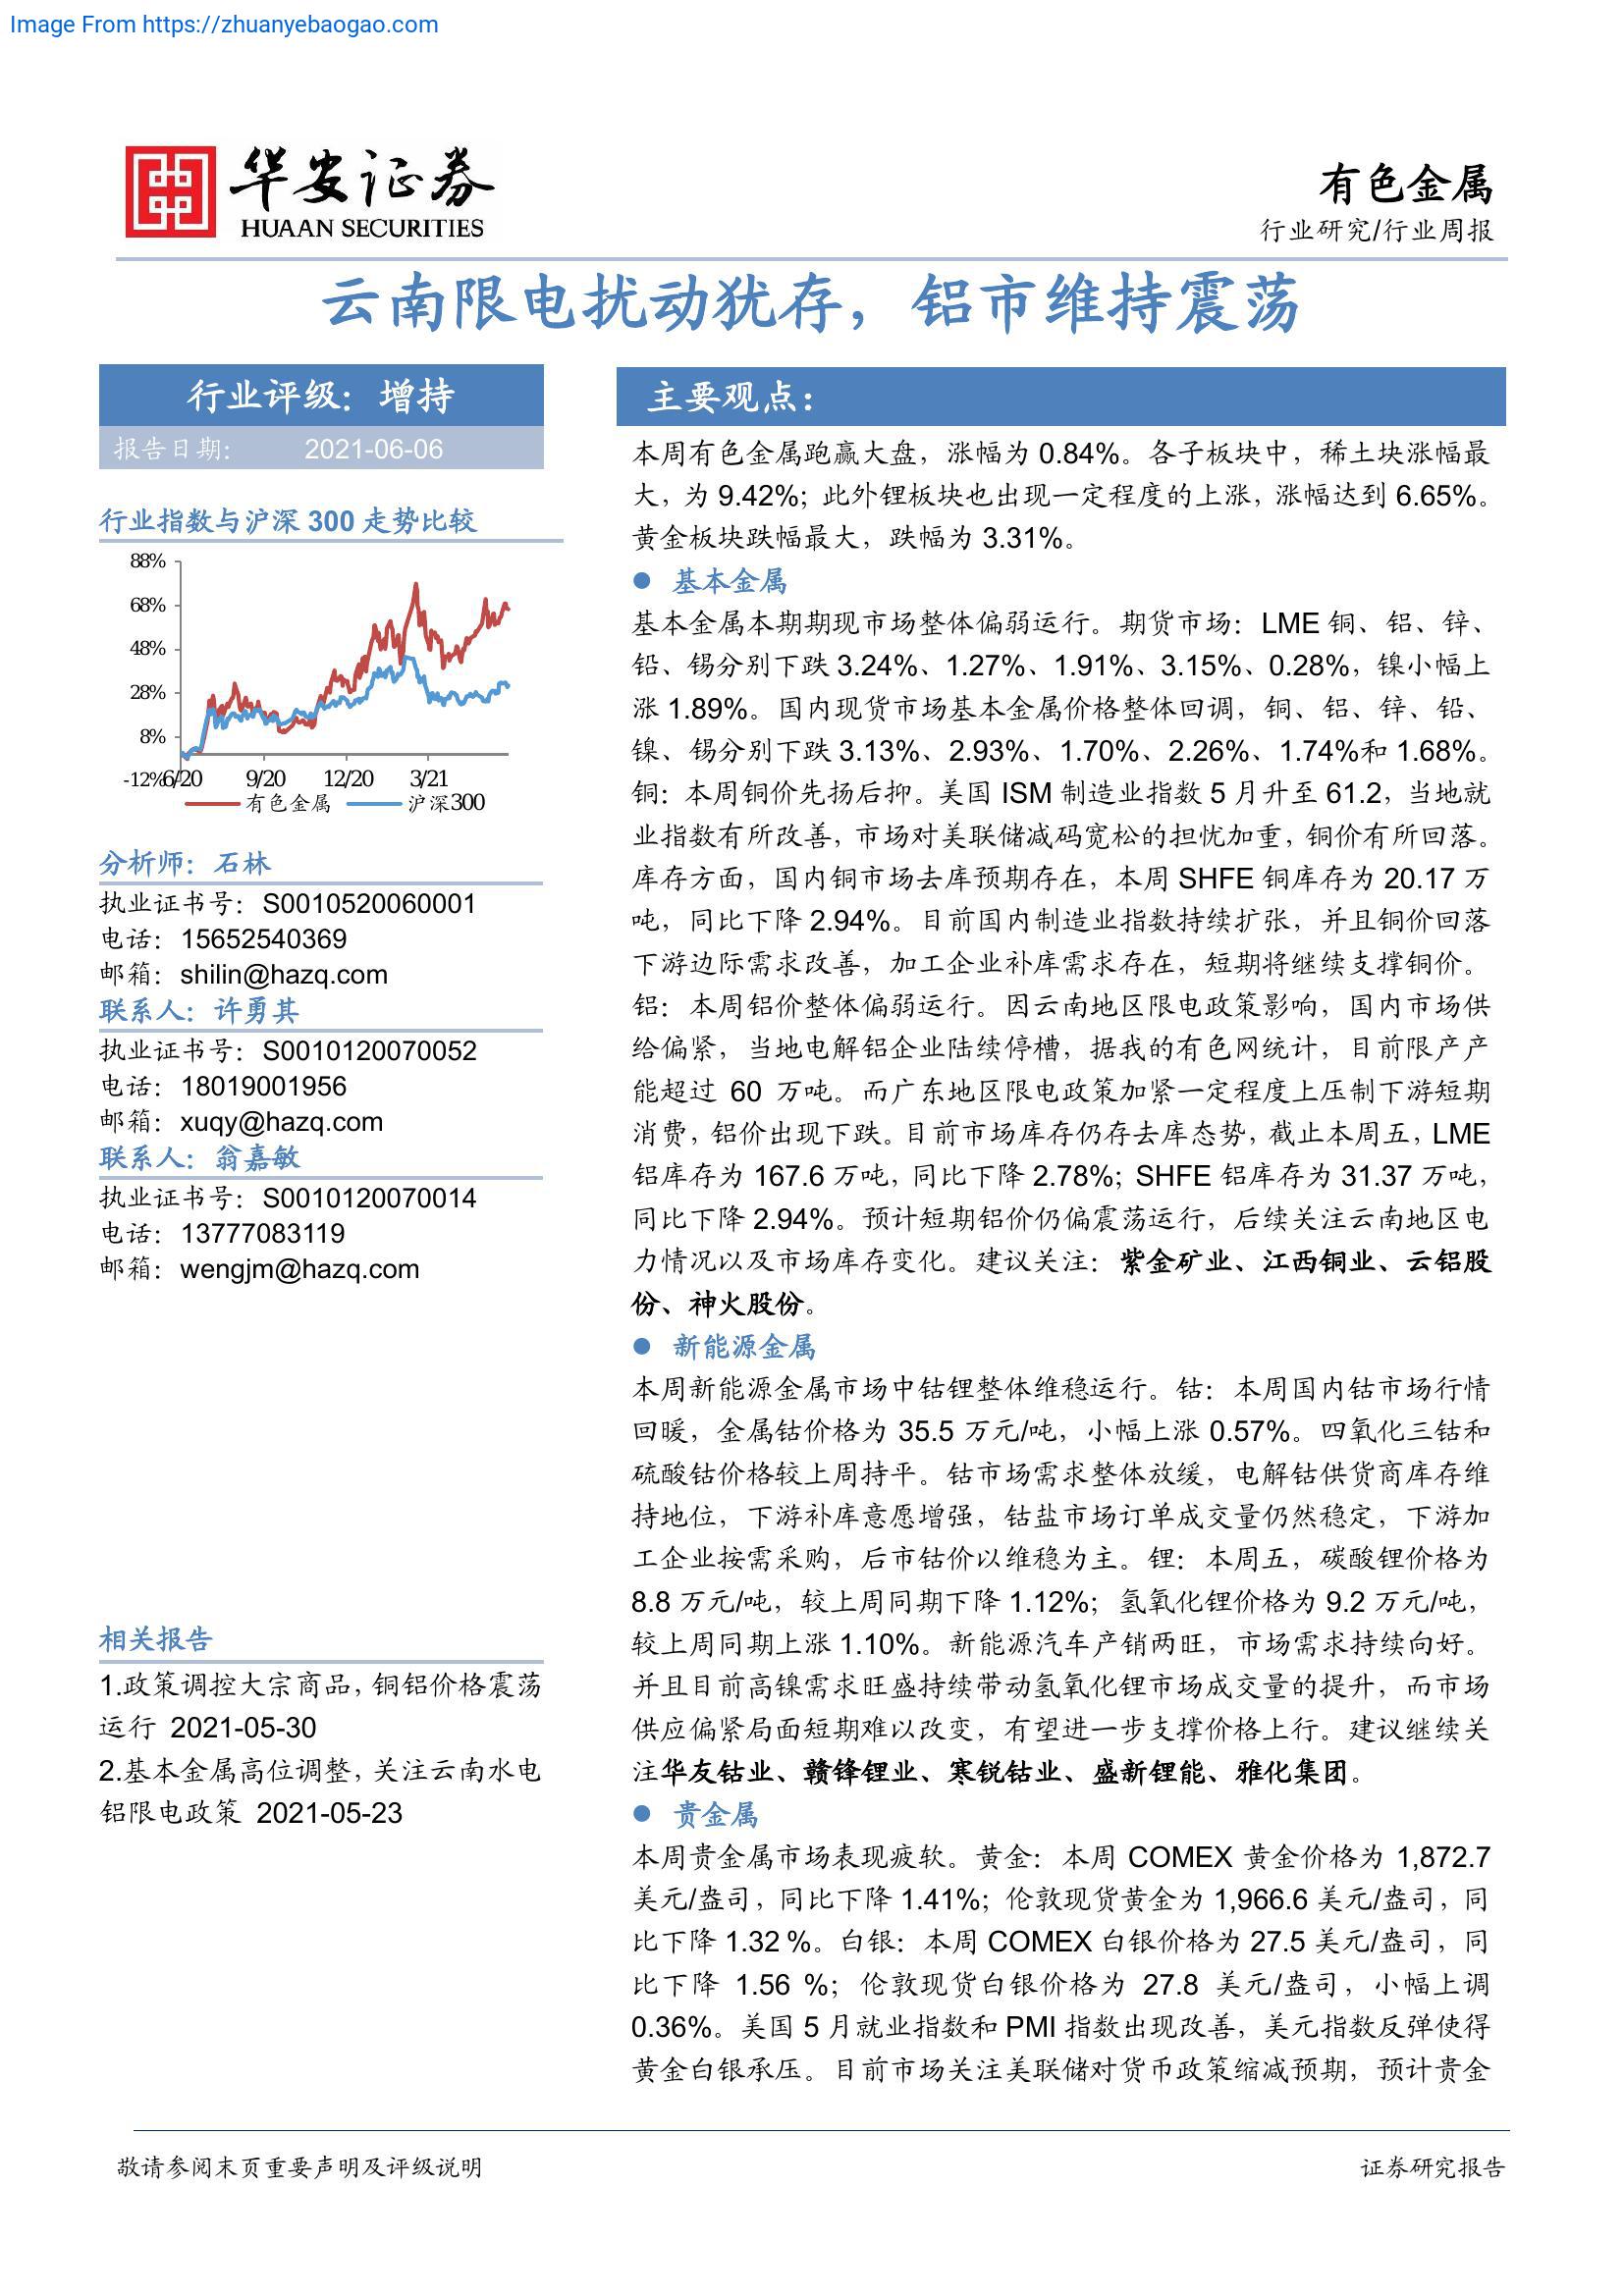 Image From https://zhuanyebaogao.com
华安证券
HUAAN SECURITIES
有色金属
行业研究/行业周报
云南限电扰动犹存，铝市维持震荡
行业评级：增持
报告日期： 2021-06-06
行业指数与沪深 300 走势比较
88%
68%
48%
28%
8%
-12%
6/20 9/20 12/20 3/21
有色金属 沪深300
分析师：石林
执业证书号：S0010520060001
电话：15652540369
邮箱：shilin@hazq.com
联系人：许勇其
执业证书号：S0010120070052
电话：18019001956
邮箱：xuqy@hazq.com
联系人：翁嘉敏
执业证书号：S0010120070014
电话：13777083119
邮箱：wengjm@hazq.com
相关报告
1.政策调控大宗商品，铜铝价格震荡
运行 2021-05-30
2.基本金属高位调整，关注云南水电
铝限电政策 2021-05-23
主要观点：
本周有色金属跑赢大盘，涨幅为 0.84%。各子板块中，稀土块涨幅最
大，为 9.42%；此外锂板块也出现一定程度的上涨，涨幅达到 6.65%。
黄金板块跌幅最大，跌幅为 3.31%。
● 基本金属
基本金属本期期现市场整体偏弱运行。期货市场：LME 铜、铝、锌、
铅、锡分别下跌 3.24%、1.27%、1.91%、3.15%、0.28%，镍小幅上
涨 1.89%。国内现货市场基本金属价格整体回调，铜、铝、锌、铅、
镍、锡分别下跌 3.13%、2.93%、1.70%、2.26%、1.74%和 1.68%。
铜：本周铜价先扬后抑。美国 ISM 制造业指数 5 月升至 61.2，当地就
业指数有所改善，市场对美联储减码宽松的担忧加重，铜价有所回落。
库存方面，国内铜市场去库预期存在，本周 SHFE 铜库存为 20.17 万
吨，同比下降 2.94%。目前国内制造业指数持续扩张，并且铜价回落
下游边际需求改善，加工企业补库需求存在，短期将继续支撑铜价。
铝：本周铝价整体偏弱运行。因云南地区限电政策影响，国内市场供
给偏紧，当地电解铝企业陆续停槽，据我的有色网统计，目前限产产
能超过 60 万吨。而广东地区限电政策加紧一定程度上压制下游短期
消费，铝价出现下跌。目前市场库存仍存去库态势，截止本周五，LME
铝库存为 167.6 万吨，同比下降 2.78%；SHFE 铝库存为 31.37 万吨，
同比下降 2.94%。预计短期铝价仍偏震荡运行，后续关注云南地区电
力情况以及市场库存变化。建议关注：紫金矿业、江西铜业、云铝股
份、神火股份。
● 新能源金属
本周新能源金属市场中钴锂整体维稳运行。钴：本周国内钴市场行情
回暖，金属钴价格为 35.5 万元/吨，小幅上涨 0.57%。四氧化三钴和
硫酸钴价格较上周持平。钴市场需求整体放缓，电解钴供货商库存维
持地位，下游补库意愿增强，钴盐市场订单成交量仍然稳定，下游加
工企业按需采购，后市钴价以维稳为主。锂：本周五，碳酸锂价格为
8.8 万元/吨，较上周同期下降 1.12%；氢氧化锂价格为 9.2 万元/吨，
较上周同期上涨 1.10%。新能源汽车产销两旺，市场需求持续向好。
并且目前高镍需求旺盛持续带动氢氧化锂市场成交量的提升，而市场
供应偏紧局面短期难以改变，有望进一步支撑价格上行。建议继续关
注华友钴业、赣锋锂业、寒锐钴业、盛新锂能、雅化集团。
● 贵金属
本周贵金属市场表现疲软。黄金：本周 COMEX 黄金价格为 1,872.7
美元/盎司，同比下降 1.41%；伦敦现货黄金为 1,966.6 美元/盎司，同
比下降 1.32 %。白银：本周 COMEX 白银价格为 27.5 美元/盎司，同
比下降 1.56 %；伦敦现货白银价格为 27.8 美元/盎司，小幅上调
0.36%。美国 5 月就业指数和 PMI 指数出现改善，美元指数反弹使得
黄金白银承压。目前市场关注美联储对货币政策缩减预期，预计贵金
敬请参阅末页重要声明及评级说明
证券研究报告